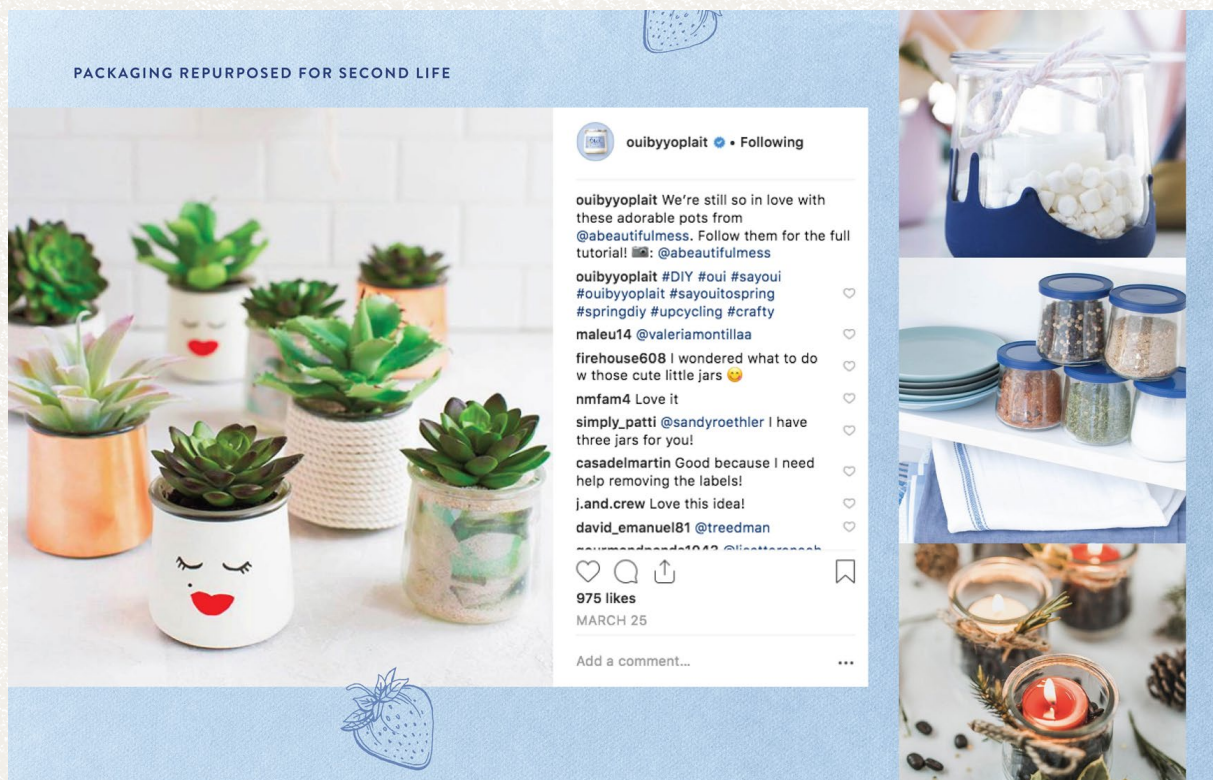 PACKAGING REPURPOSED FOR SECOND LIFE
ouibyyoplait • Following
ouibyyoplait We're still so in love with
these adorable pots from
@abeautifulmess. Follow them for the full
tutorial! 📷: @abeautifulmess
ouibyyoplait #DIY #oui #sayoui
#ouibyyoplait #sayouitospring
#springdiy #upcycling #crafty
maleu14 @valeriamontillaa
firehouse608 I wondered what to do
w those cute little jars 😋
nmfam4 Love it
simply_patti @sandyroethler I have
three jars for you!
casadelmartin Good because I need
help removing the labels!
j.and.crew Love this idea!
david_emanuel81 @treedman
975 likes
MARCH 25
Add a comment...